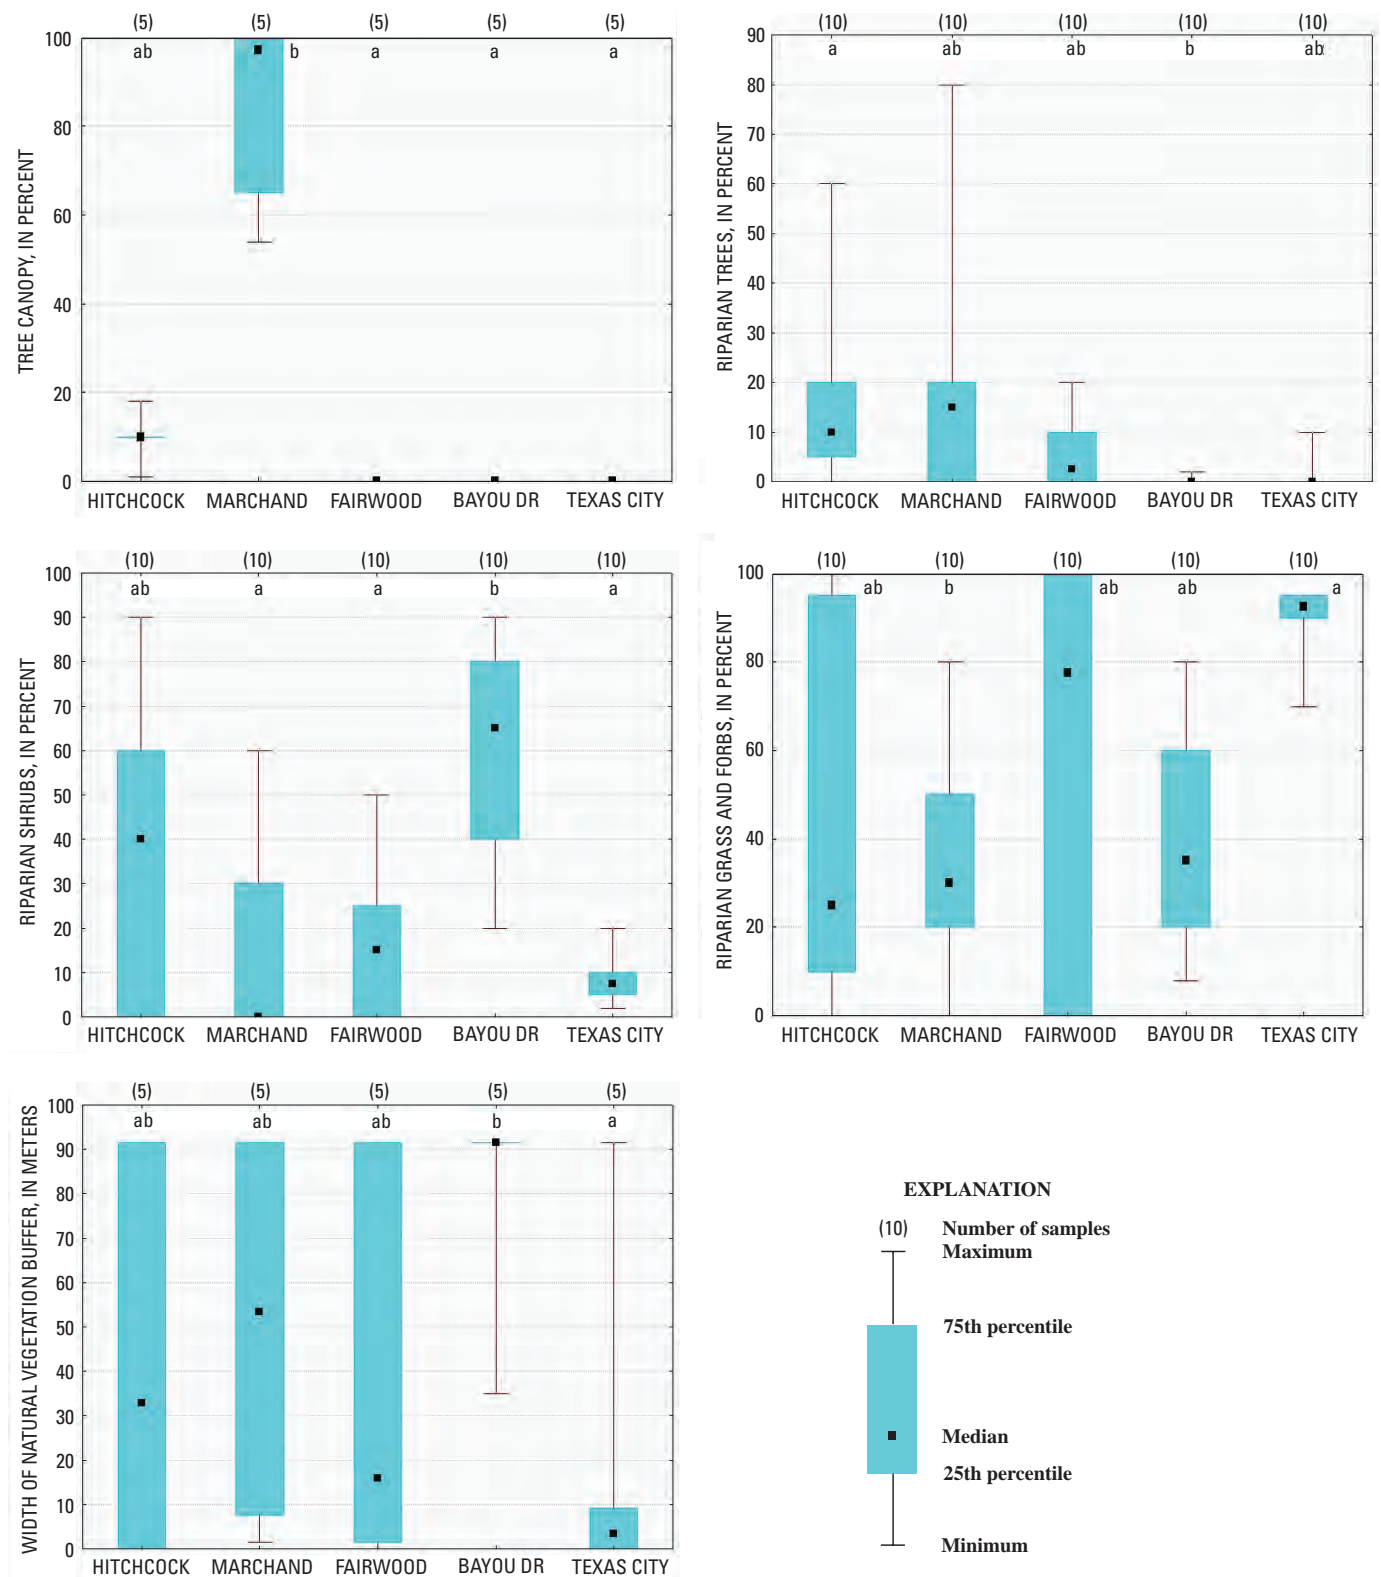 (5) (5) (5) (5) (5)
ab b a a a
100
80
60
40
20
0
TREE CANOPY, IN PERCENT
HITCHCOCK MARCHAND FAIRWOOD BAYOU DR TEXAS CITY
(10) (10) (10) (10) (10)
a ab ab b ab
90
80
70
60
50
40
30
20
10
0
RIPARIAN TREES, IN PERCENT
HITCHCOCK MARCHAND FAIRWOOD BAYOU DR TEXAS CITY
(10) (10) (10) (10) (10)
ab a a b a
100
90
80
70
60
50
40
30
20
10
0
RIPARIAN SHRUBS, IN PERCENT
HITCHCOCK MARCHAND FAIRWOOD BAYOU DR TEXAS CITY
(10) (10) (10) (10) (10)
ab b ab ab a
100
80
60
40
20
0
RIPARIAN GRASS AND FORBS, IN PERCENT
HITCHCOCK MARCHAND FAIRWOOD BAYOU DR TEXAS CITY
(5) (5) (5) (5) (5)
ab ab ab b a
100
90
80
70
60
50
40
30
20
10
0
WIDTH OF NATURAL VEGETATION BUFFER, IN METERS
HITCHCOCK MARCHAND FAIRWOOD BAYOU DR TEXAS CITY
EXPLANATION
(10) Number of samples
Maximum
75th percentile
Median
25th percentile
Minimum